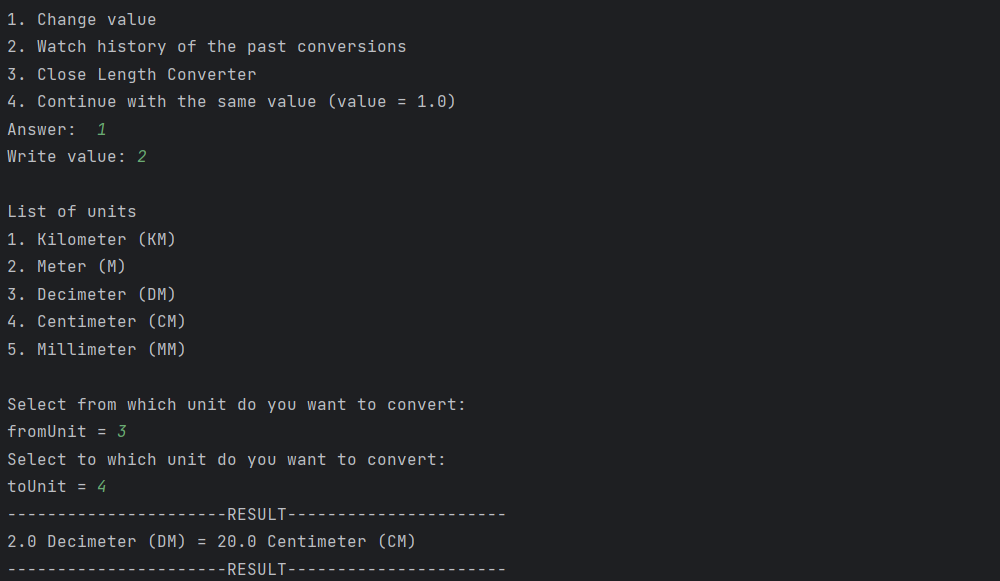 1. Change value
2. Watch history of the past conversions
3. Close Length Converter
4. Continue with the same value (value = 1.0)
Answer:  1
Write value: 2
List of units
1. Kilometer (KM)
2. Meter (M)
3. Decimeter (DM)
4. Centimeter (CM)
5. Millimeter (MM)
Select from which unit do you want to convert:
fromUnit = 3
Select to which unit do you want to convert:
toUnit = 4
----------------------RESULT----------------------
2.0 Decimeter (DM) = 20.0 Centimeter (CM)
----------------------RESULT----------------------